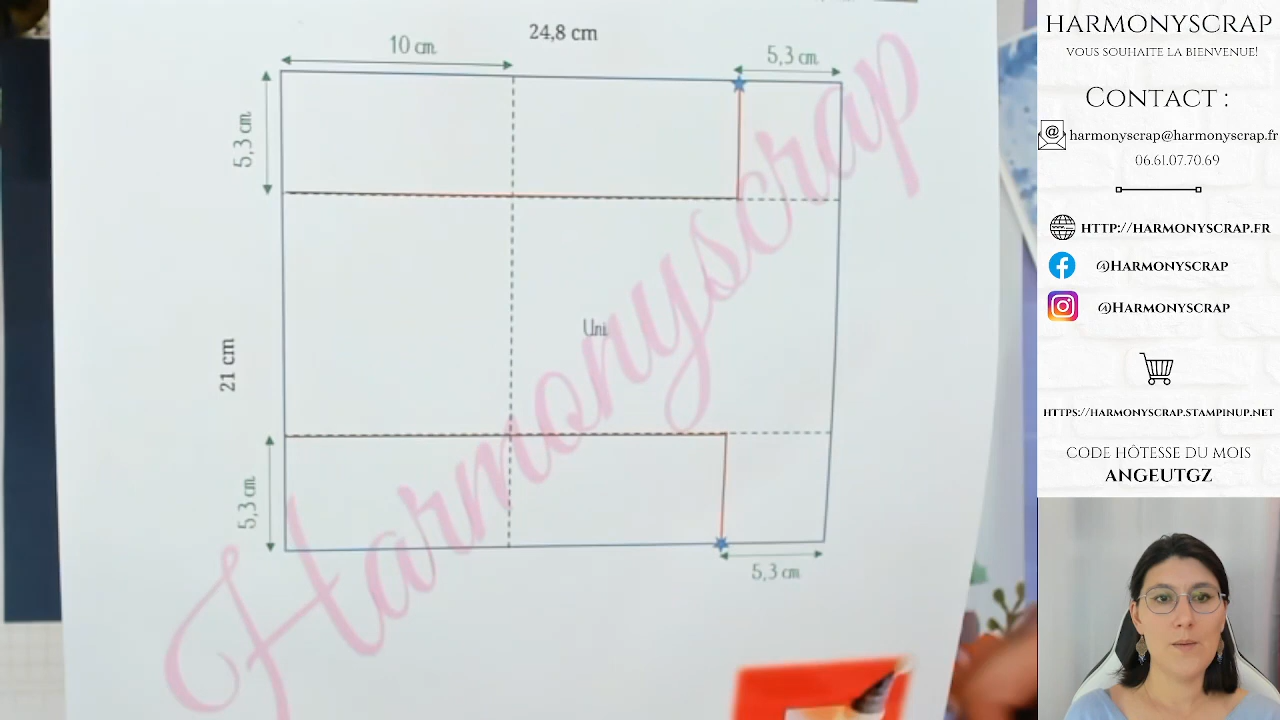 24,8 cm
10 cm
5,3 cm
5,3 cm
Uni
21 cm
5,3 cm
5,3 cm
Harmonyscrap
HARMONYSCRAP
VOUS SOUHAITE LA BIENVENUE!
CONTACT :
harmonyscrap@harmonyscrap.fr
06.61.07.70.69
HTTP://HARMONYSCRAP.FR
@HARMONYSCRAP
@HARMONYSCRAP
HTTPS://HARMONYSCRAP.STAMPINUP.NET
CODE HÔTESSE DU MOIS
ANGEUTGZ